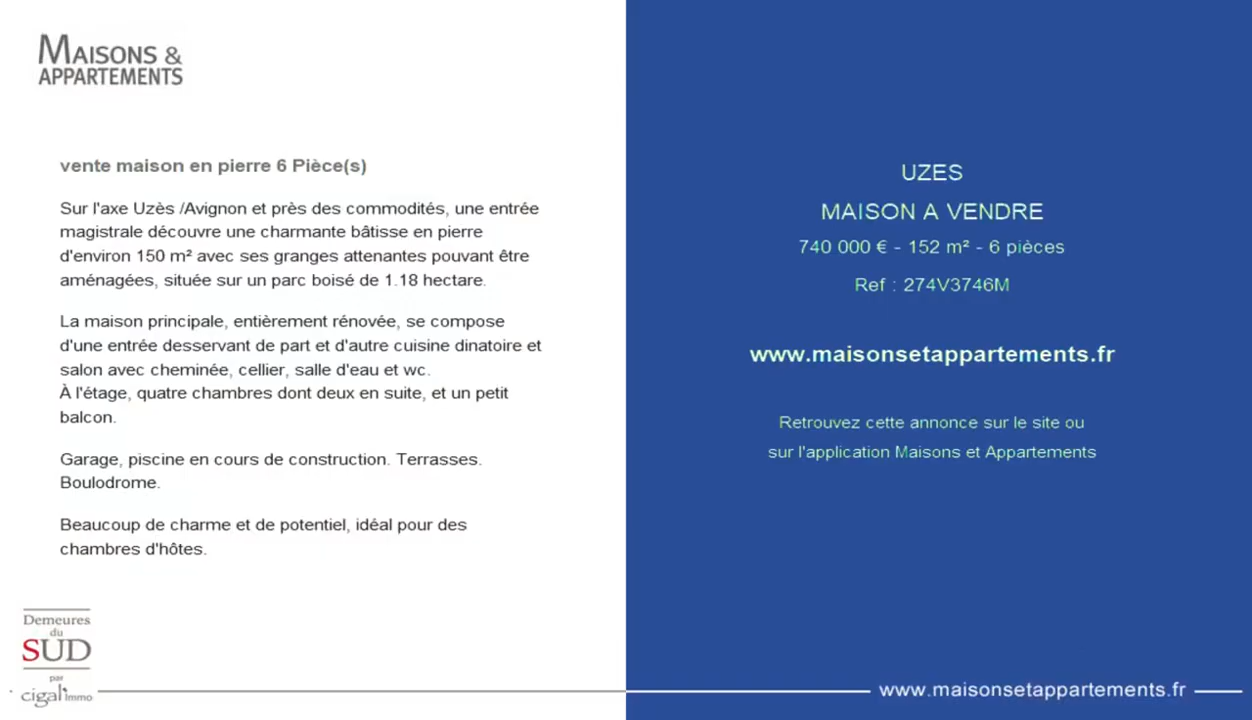 MAISONS &
APPARTEMENTS
vente maison en pierre 6 Pièce(s)
Sur l'axe Uzès /Avignon et près des commodités, une entrée
magistrale découvre une charmante bâtisse en pierre
d'environ 150 m² avec ses granges attenantes pouvant être
aménagées, située sur un parc boisé de 1.18 hectare.
La maison principale, entièrement rénovée, se compose
d'une entrée desservant de part et d'autre cuisine dinatoire et
salon avec cheminée, cellier, salle d'eau et wc.
À l'étage, quatre chambres dont deux en suite, et un petit
balcon.
Garage, piscine en cours de construction. Terrasses.
Boulodrome.
Beaucoup de charme et de potentiel, idéal pour des
chambres d'hôtes.
Demeures
du
SUD
par
cigal'immo
UZES
MAISON A VENDRE
740 000 € - 152 m² - 6 pièces
Ref : 274V3746M
www.maisonsetappartements.fr
Retrouvez cette annonce sur le site ou
sur l'application Maisons et Appartements
www.maisonsetappartements.fr